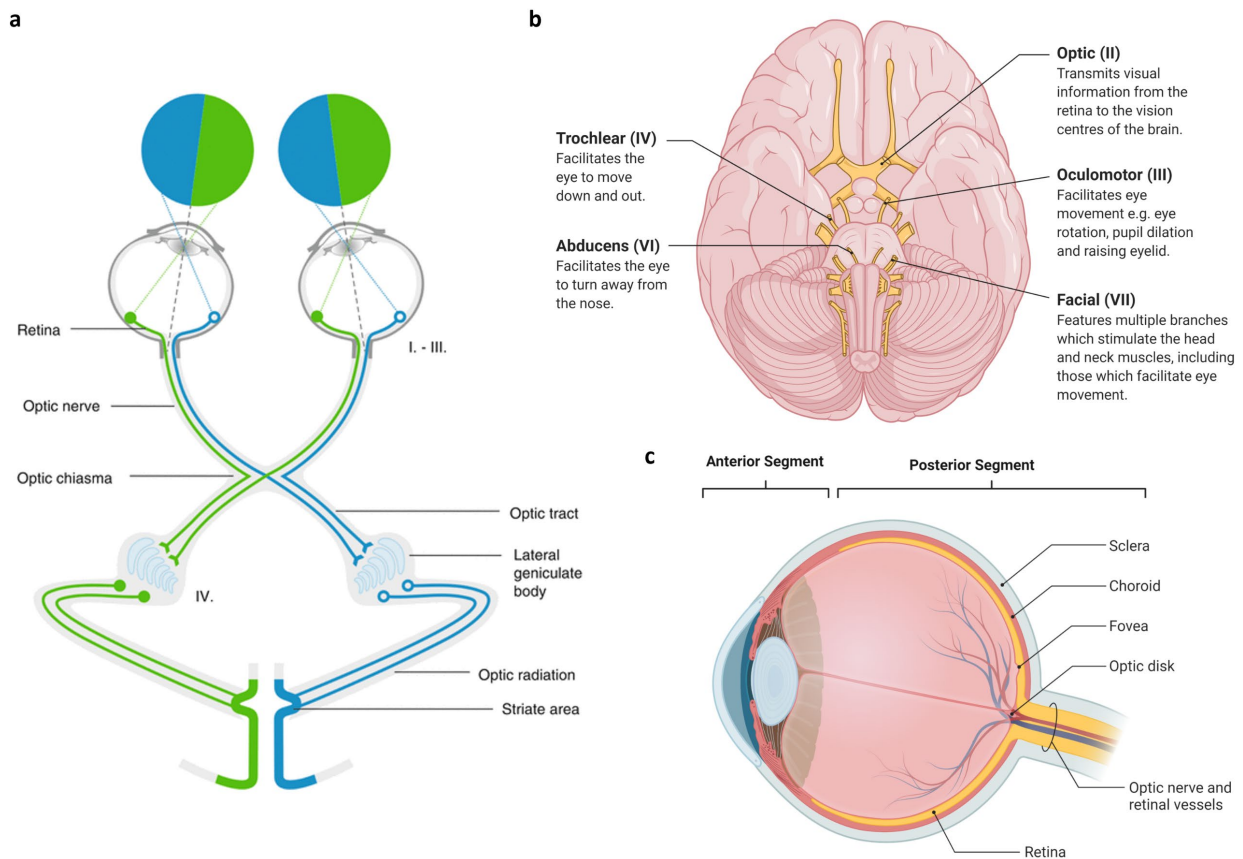 a
Retina
I. - III.
Optic nerve
Optic chiasma
Optic tract
Lateral
geniculate
body
IV.
Optic radiation
Striate area
b
Optic (II)
Transmits visual
information from the
retina to the vision
centres of the brain.
Trochlear (IV)
Facilitates the
eye to move
down and out.
Oculomotor (III)
Facilitates eye
movement e.g. eye
rotation, pupil dilation
and raising eyelid.
Abducens (VI)
Facilitates the eye
to turn away from
the nose.
Facial (VII)
Features multiple branches
which stimulate the head
and neck muscles, including
those which facilitate eye
movement.
c
Anterior Segment
Posterior Segment
Sclera
Choroid
Fovea
Optic disk
Optic nerve and
retinal vessels
Retina